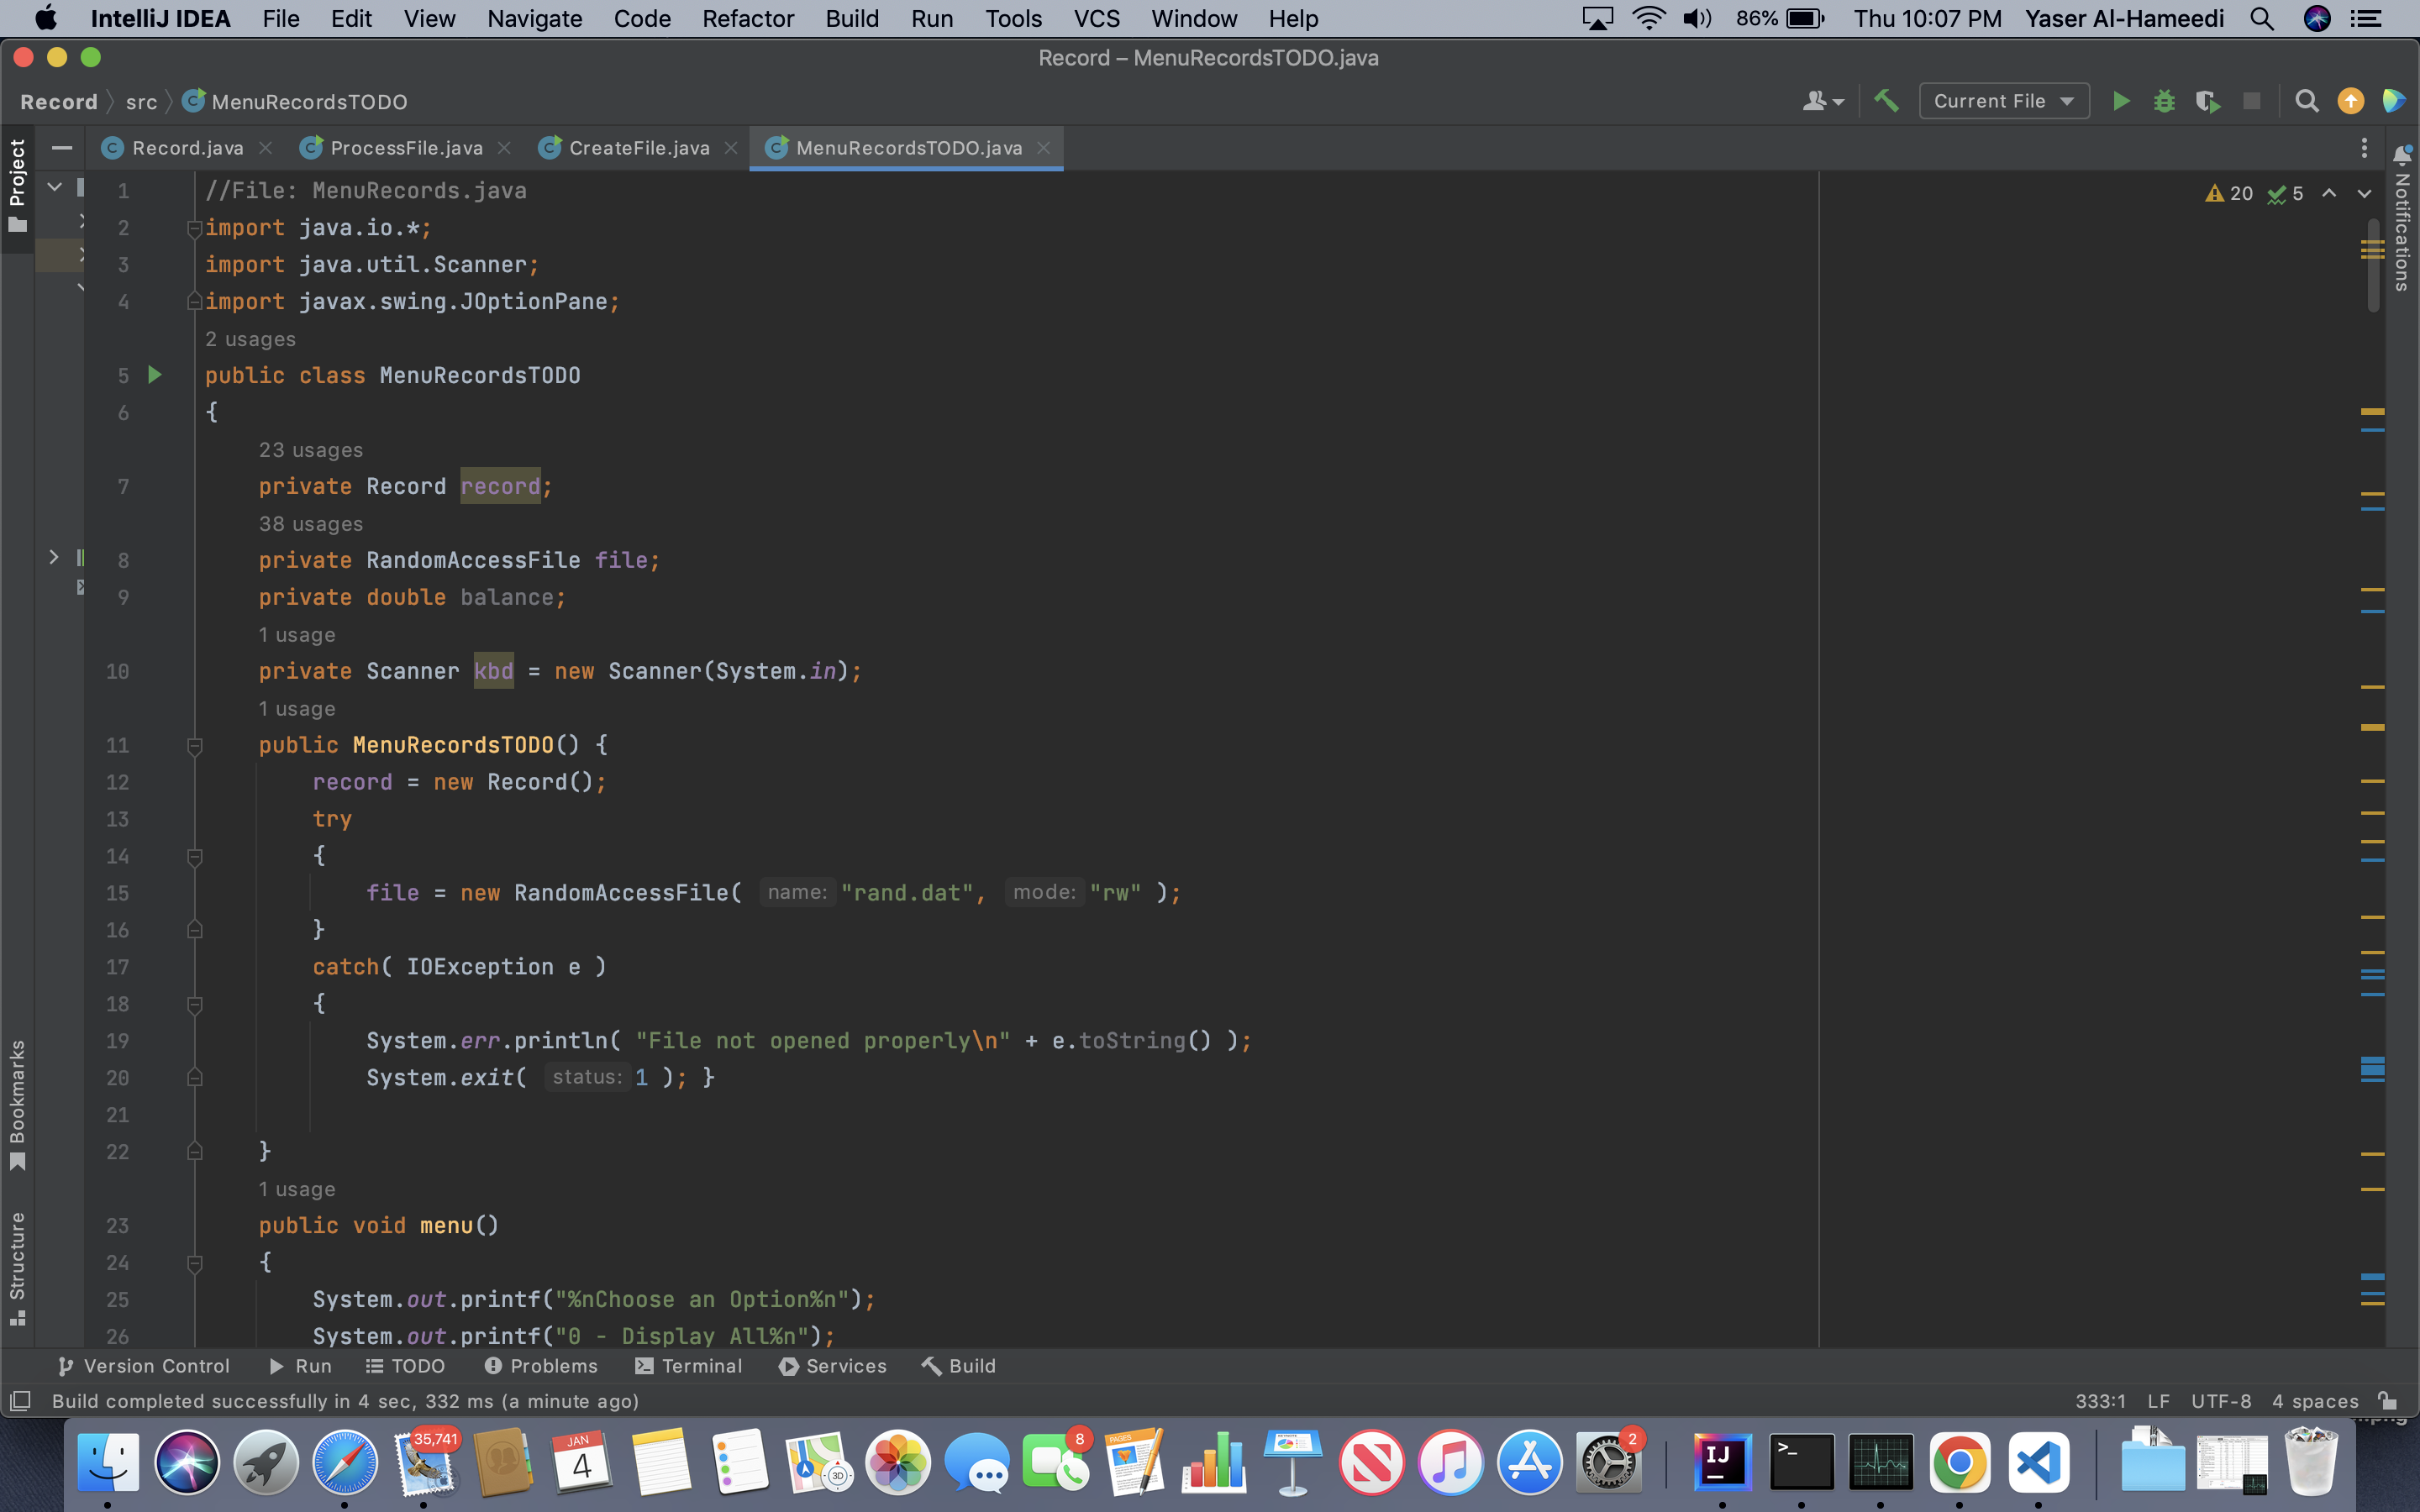 IntelliJ IDEA File Edit View Navigate Code Refactor Build Run Tools VCS Window Help 86% Thu 10:07 PM Yaser Al-Hameedi
Record – MenuRecordsTODO.java
Record src MenuRecordsTODO Current File
Project Record.java ProcessFile.java CreateFile.java MenuRecordsTODO.java
20 5
Notifications
1 //File: MenuRecords.java
2 import java.io.*;
3 import java.util.Scanner;
4 import javax.swing.JOptionPane;
2 usages
5 public class MenuRecordsTODO
6 {
23 usages
7 private Record record;
38 usages
8 private RandomAccessFile file;
9 private double balance;
1 usage
10 private Scanner kbd = new Scanner(System.in);
1 usage
11 public MenuRecordsTODO() {
12 record = new Record();
13 try
14 {
15 file = new RandomAccessFile( name: "rand.dat", mode: "rw" );
16 }
17 catch( IOException e )
18 {
19 System.err.println( "File not opened properly\n" + e.toString() );
20 System.exit( status: 1 ); }
21
22 }
1 usage
23 public void menu()
24 {
25 System.out.printf("%nChoose an Option%n");
26 System.out.printf("0 - Display All%n");
Bookmarks
Structure
Version Control Run TODO Problems Terminal Services Build
Build completed successfully in 4 sec, 332 ms (a minute ago) 333:1 LF UTF-8 4 spaces
35,741 JAN 4 3D 8 PAGES 2 IJ >_